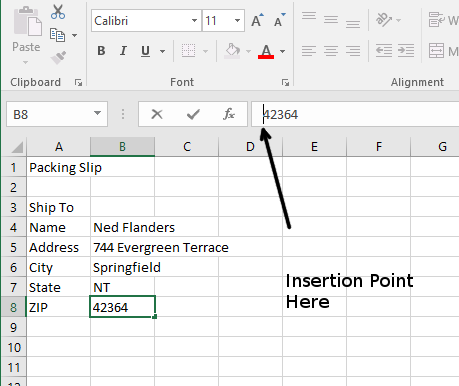 Calibri 11 A A
Paste B I U A
Clipboard Font Alignment
B8 fx 42364
A B C D E F G
1 Packing Slip
2
3 Ship To
4 Name Ned Flanders
5 Address 744 Evergreen Terrace
6 City Springfield
7 State NT
8 ZIP 42364
9
10
11
Insertion Point
Here